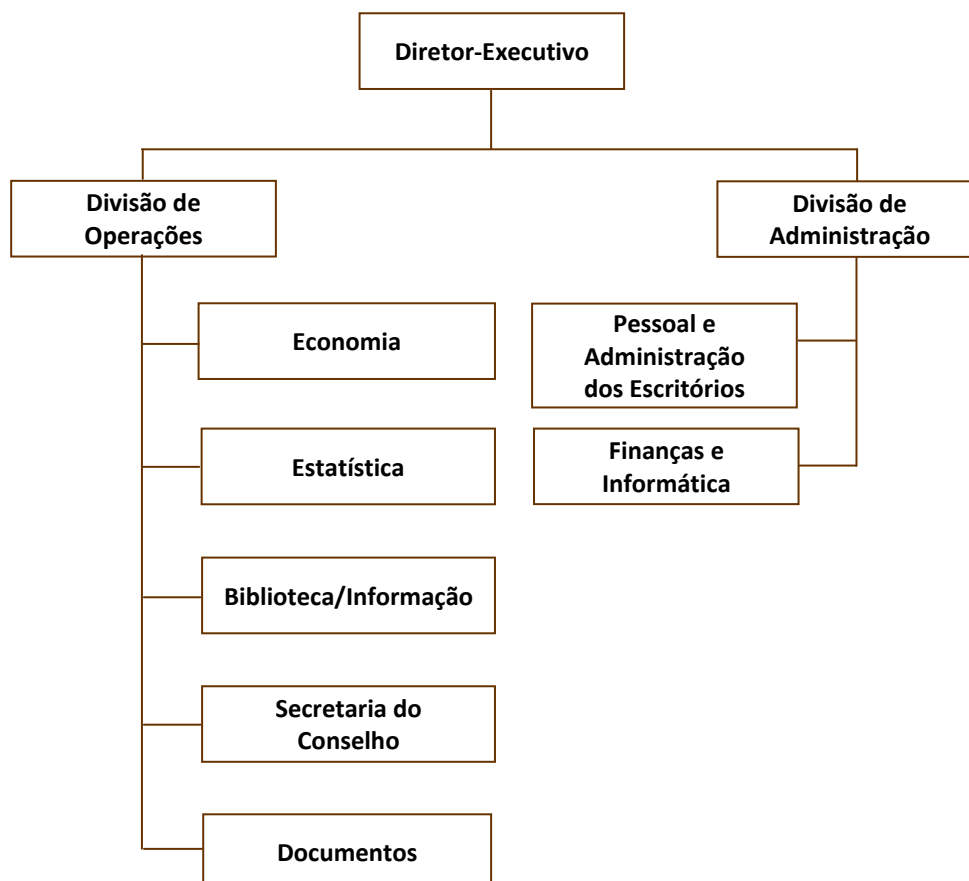 Diretor-Executivo
Divisão de
Operações
Divisão de
Administração
Economia
Pessoal e
Administração
dos Escritórios
Estatística
Finanças e
Informática
Biblioteca/Informação
Secretaria do
Conselho
Documentos